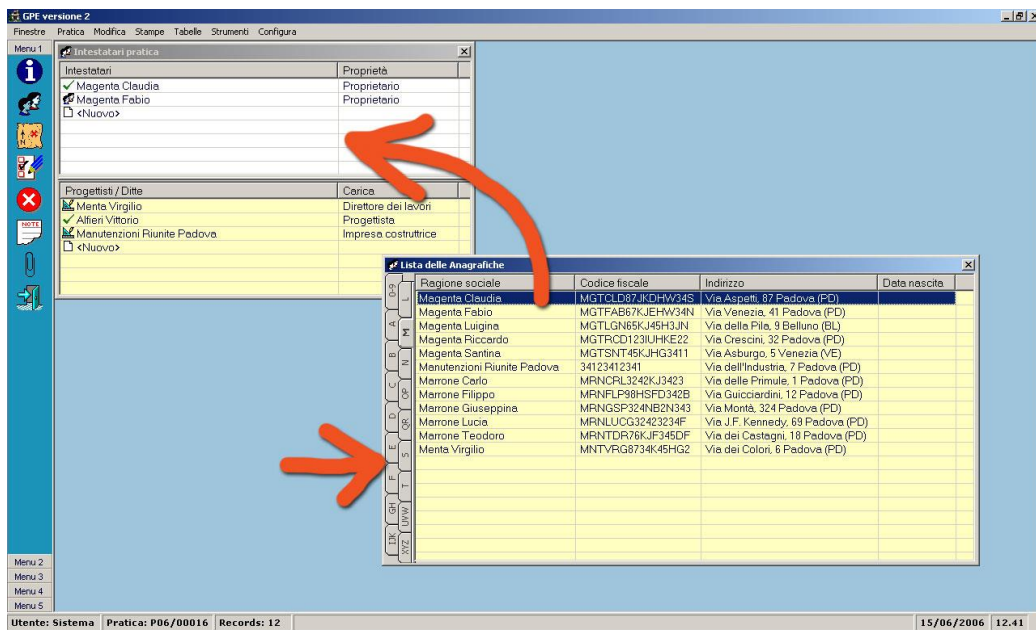 GPE versione 2
Finestre Pratica Modifica Stampe Tabelle Strumenti Configura
Menu 1
Intestatari pratica
Intestatari Proprietà
Magenta Claudia Proprietario
Magenta Fabio Proprietario
<Nuovo>
NOTE
Progettisti / Ditte Carica
Menta Virgilio Direttore dei lavori
Alfieri Vittorio Progettista
Manutenzioni Riunite Padova Impresa costruttrice
<Nuovo>
Lista delle Anagrafiche
0-9 A B C D E F GH IJK
L M N OP QR S T UVW XYZ
Ragione sociale Codice fiscale Indirizzo Data nascita
Magenta Claudia MGTCLD87JKDHW34S Via Aspetti, 87 Padova (PD)
Magenta Fabio MGTFAB67KJEHW34N Via Venezia, 41 Padova (PD)
Magenta Luigina MGTLGN65KJ45H3JN Via della Pila, 9 Belluno (BL)
Magenta Riccardo MGTRCD123IUHKE22 Via Crescini, 32 Padova (PD)
Magenta Santina MGTSNT45KJHG3411 Via Asburgo, 5 Venezia (VE)
Manutenzioni Riunite Padova 34123412341 Via dell'Industria, 7 Padova (PD)
Marrone Carlo MRNCRL3242KJ3423 Via delle Primule, 1 Padova (PD)
Marrone Filippo MRNFLP98HSFD342B Via Guicciardini, 12 Padova (PD)
Marrone Giuseppina MRNGSP324NB2N343 Via Montà, 324 Padova (PD)
Marrone Lucia MRNLUCG32423234F Via J.F. Kennedy, 69 Padova (PD)
Marrone Teodoro MRNTDR76KJF345DF Via dei Castagni, 18 Padova (PD)
Menta Virgilio MNTVRG8734K45HG2 Via dei Colori, 6 Padova (PD)
Menu 2
Menu 3
Menu 4
Menu 5
Utente: Sistema Pratica: P06/00016 Records: 12 15/06/2006 12.41